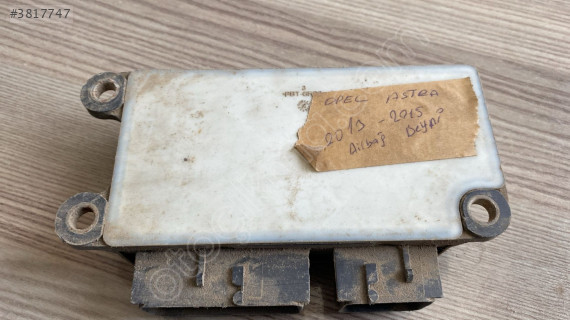 #3817747
OPEL ASTRA
2013 - 2015
Airbag Beyni